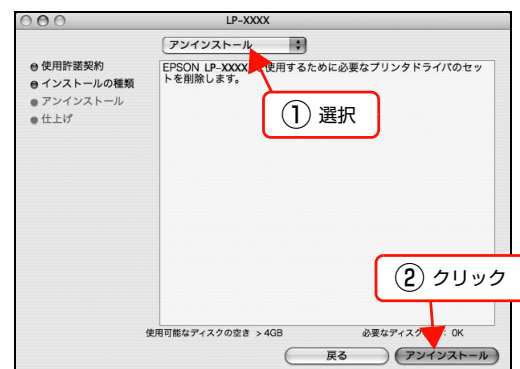 LP-XXXX
アンインストール
使用許諾契約
インストールの種類
アンインストール
仕上げ
EPSON LP-XXXX 使用するために必要なプリンタドライバのセッ
トを削除します。
① 選択
② クリック
使用可能なディスクの空き > 4GB
必要なディスク : OK
戻る
アンインストール